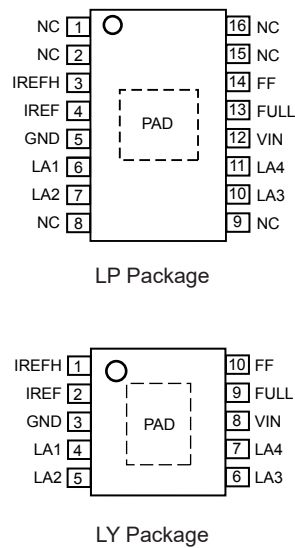 NC 1 16 NC
NC 2 15 NC
IREFH 3 14 FF
IREF 4 13 FULL
PAD
GND 5 12 VIN
LA1 6 11 LA4
LA2 7 10 LA3
NC 8 9 NC
LP Package
IREFH 1 10 FF
IREF 2 9 FULL
GND 3 PAD 8 VIN
LA1 4 7 LA4
LA2 5 6 LA3
LY Package